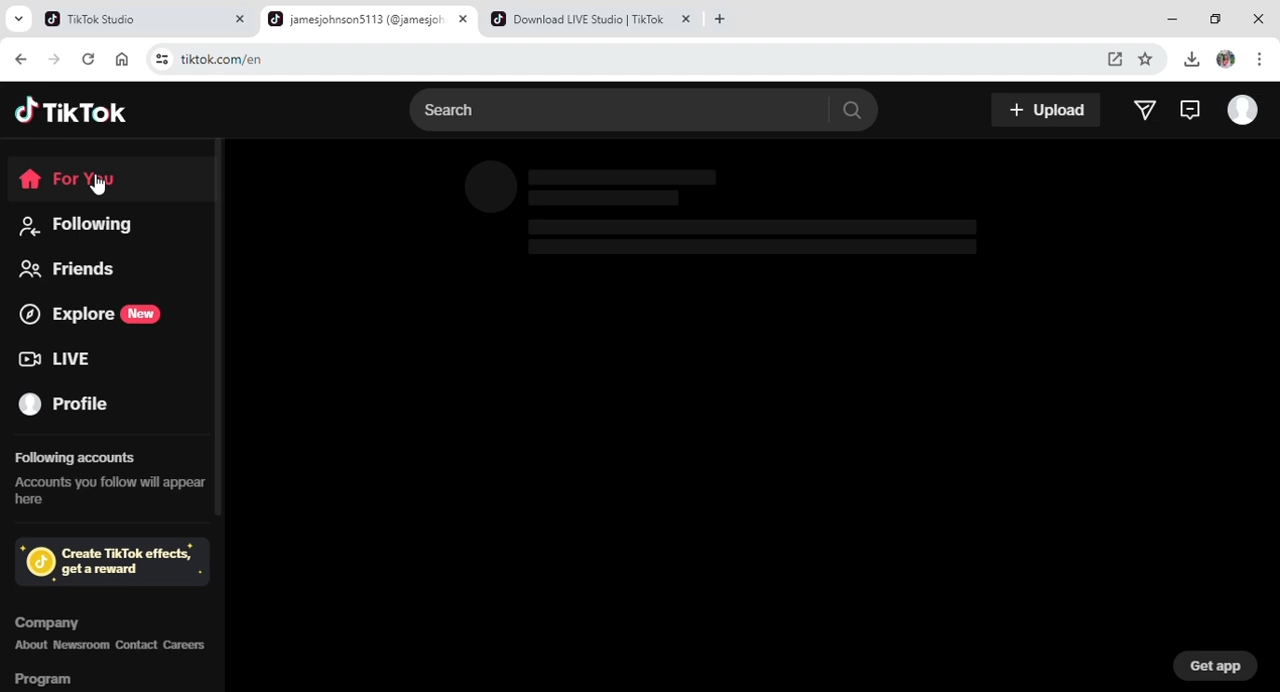 TikTok Studio
jamesjohnson5113 (@jamesjoh
Download LIVE Studio | TikTok
tiktok.com/en
TikTok
Search
+ Upload
For You
Following
Friends
Explore New
LIVE
Profile
Following accounts
Accounts you follow will appear
here
Create TikTok effects,
get a reward
Company
About Newsroom Contact Careers
Program
Get app